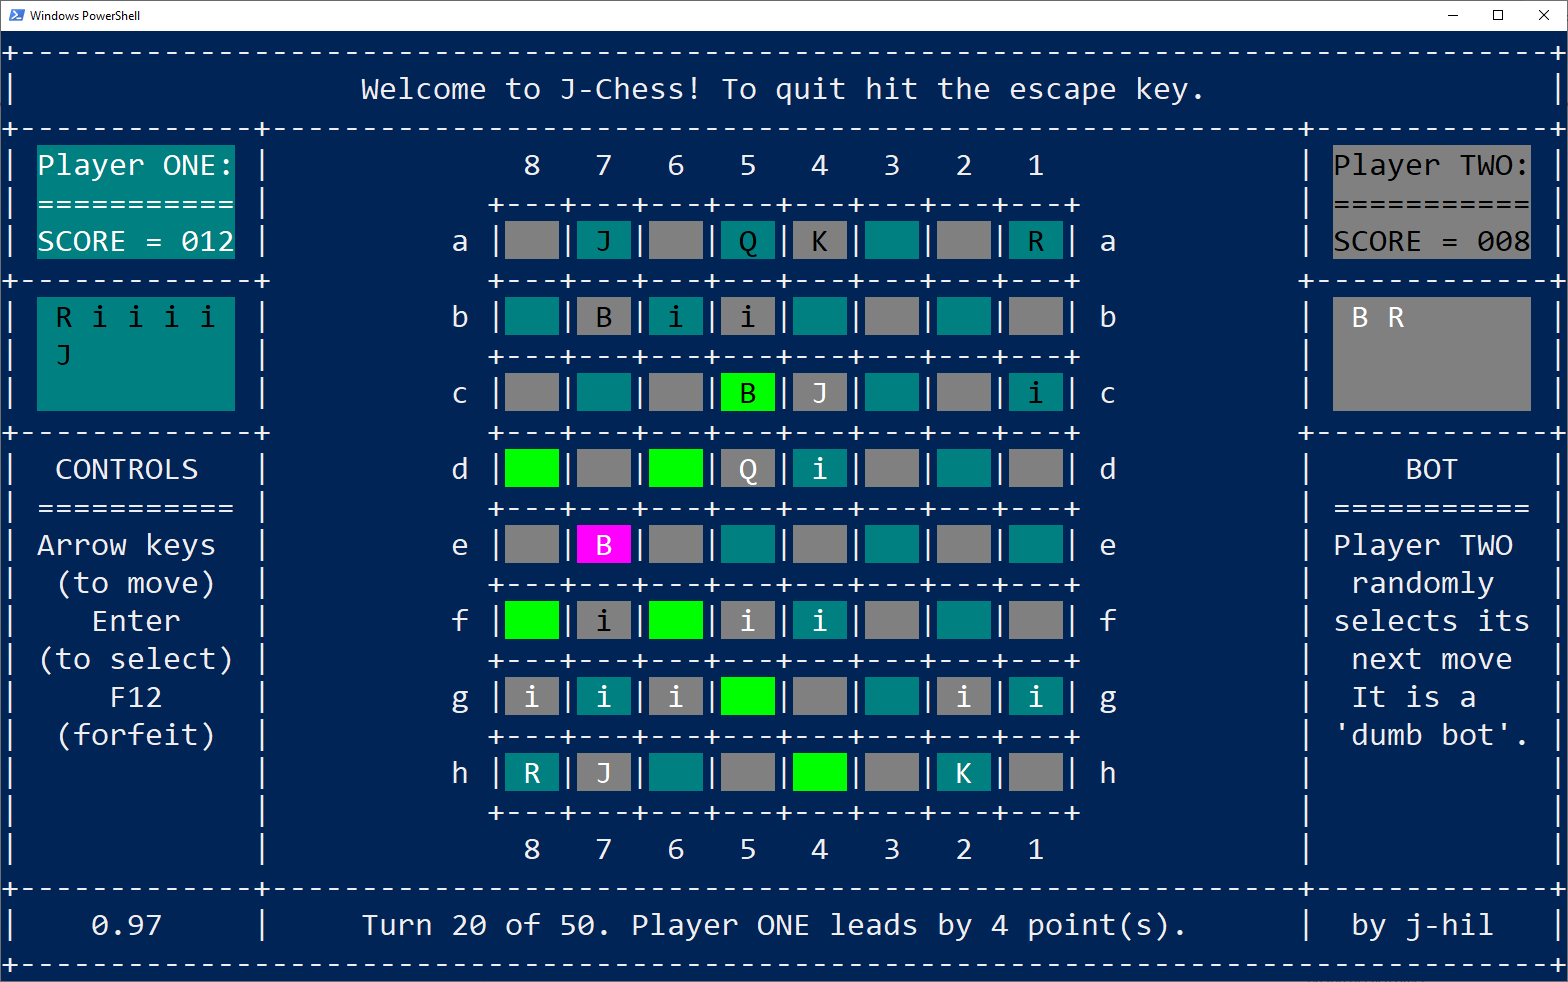 Windows PowerShell
Welcome to J-Chess! To quit hit the escape key.
Player ONE: 8 7 6 5 4 3 2 1 Player TWO:
=========== ===========
SCORE = 012 a J Q K R a SCORE = 008
R i i i i b B i i b B R
J
c B J i c
CONTROLS d Q i d BOT
=========== ===========
Arrow keys e B e Player TWO
(to move) randomly
Enter f i i i f selects its
(to select) next move
F12 g i i i i i g It is a
(forfeit) 'dumb bot'.
h R J K h
8 7 6 5 4 3 2 1
0.97 Turn 20 of 50. Player ONE leads by 4 point(s). by j-hil